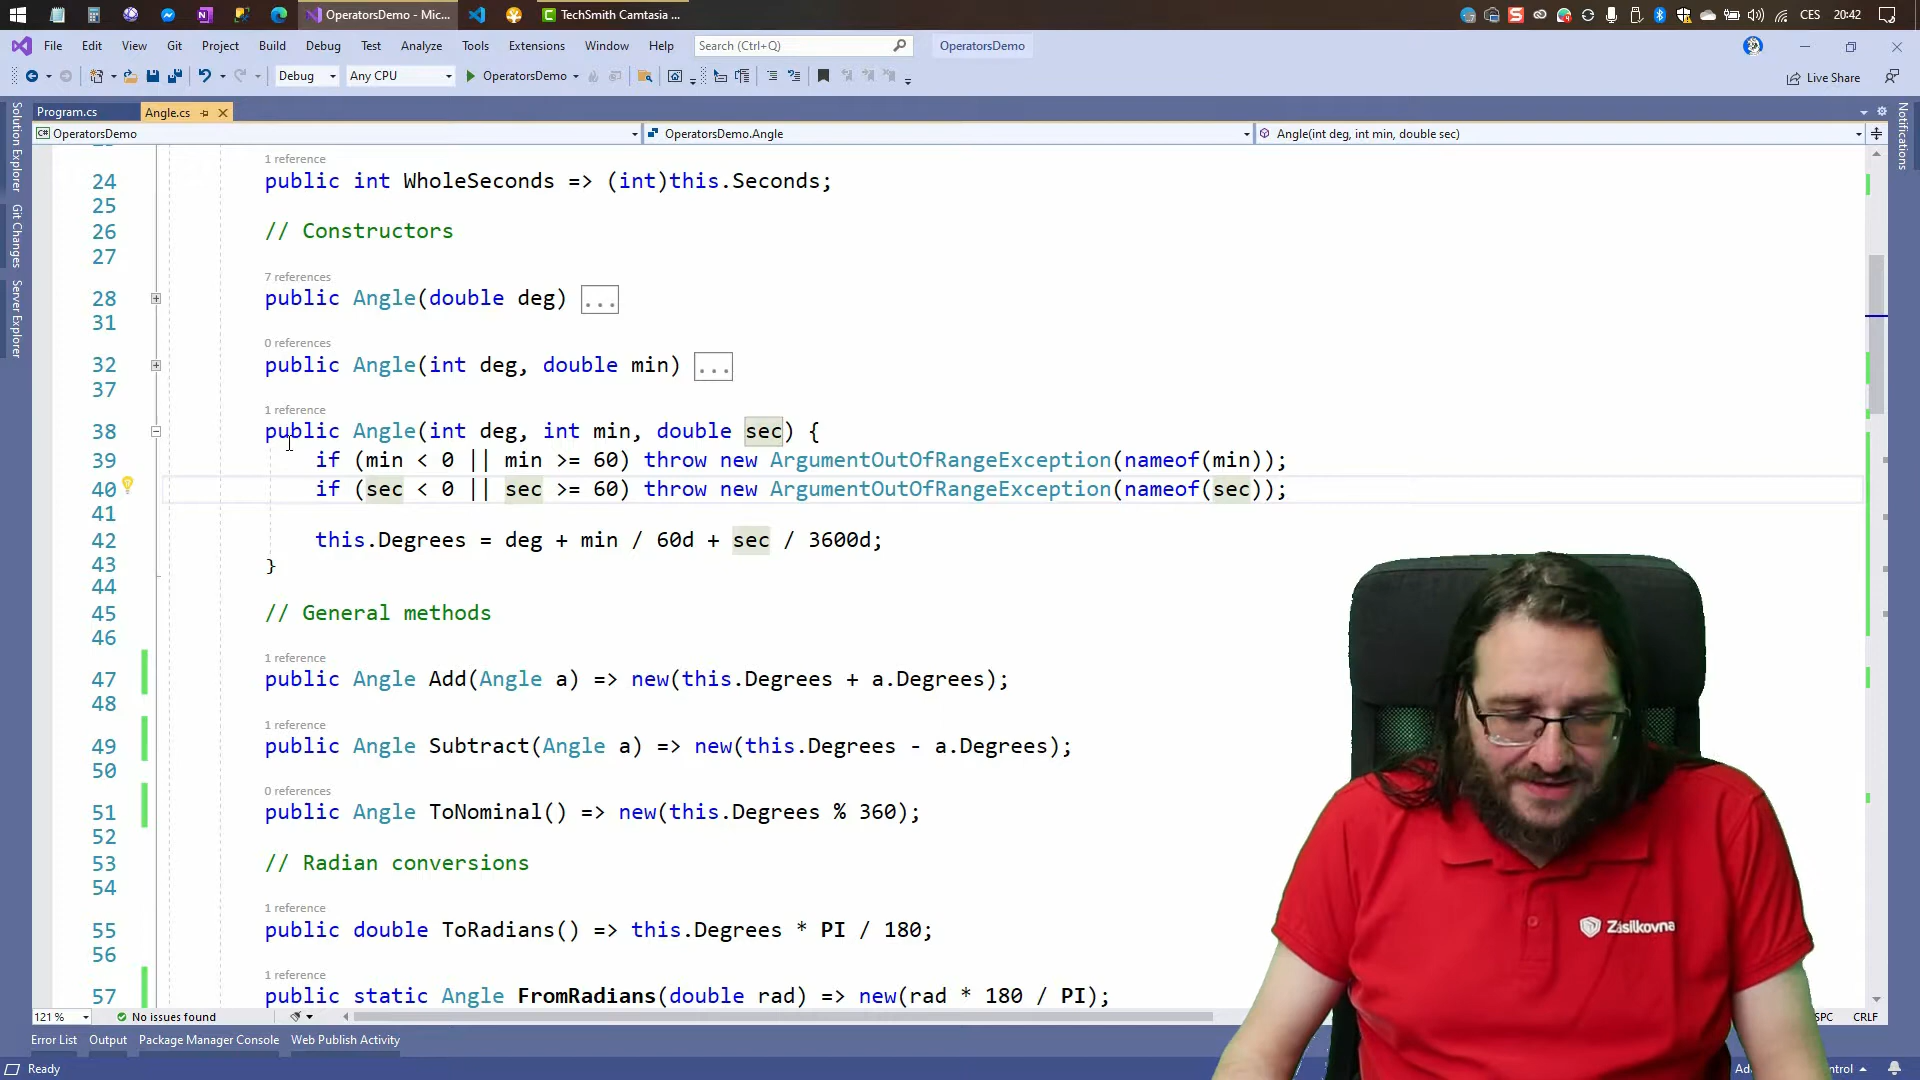 OperatorsDemo - Mic...
TechSmith Camtasia ...
CES
20:42
File Edit View Git Project Build Debug Test Analyze Tools Extensions Window Help
Search (Ctrl+Q)
OperatorsDemo
Debug
Any CPU
OperatorsDemo
Live Share
Solution Explorer
Git Changes
Server Explorer
Notifications
Program.cs
Angle.cs
OperatorsDemo
OperatorsDemo.Angle
Angle(int deg, int min, double sec)
1 reference
24 public int WholeSeconds => (int)this.Seconds;
25
26 // Constructors
27
7 references
28 public Angle(double deg) ...
31
0 references
32 public Angle(int deg, double min) ...
37
1 reference
38 public Angle(int deg, int min, double sec) {
39 if (min < 0 || min >= 60) throw new ArgumentOutOfRangeException(nameof(min));
40 if (sec < 0 || sec >= 60) throw new ArgumentOutOfRangeException(nameof(sec));
41
42 this.Degrees = deg + min / 60d + sec / 3600d;
43 }
44
45 // General methods
46
1 reference
47 public Angle Add(Angle a) => new(this.Degrees + a.Degrees);
48
1 reference
49 public Angle Subtract(Angle a) => new(this.Degrees - a.Degrees);
50
0 references
51 public Angle ToNominal() => new(this.Degrees % 360);
52
53 // Radian conversions
54
1 reference
55 public double ToRadians() => this.Degrees * PI / 180;
56
1 reference
57 public static Angle FromRadians(double rad) => new(rad * 180 / PI);
Zásilkovna
121 %
No issues found
SPC
CRLF
Error List
Output
Package Manager Console
Web Publish Activity
Ready